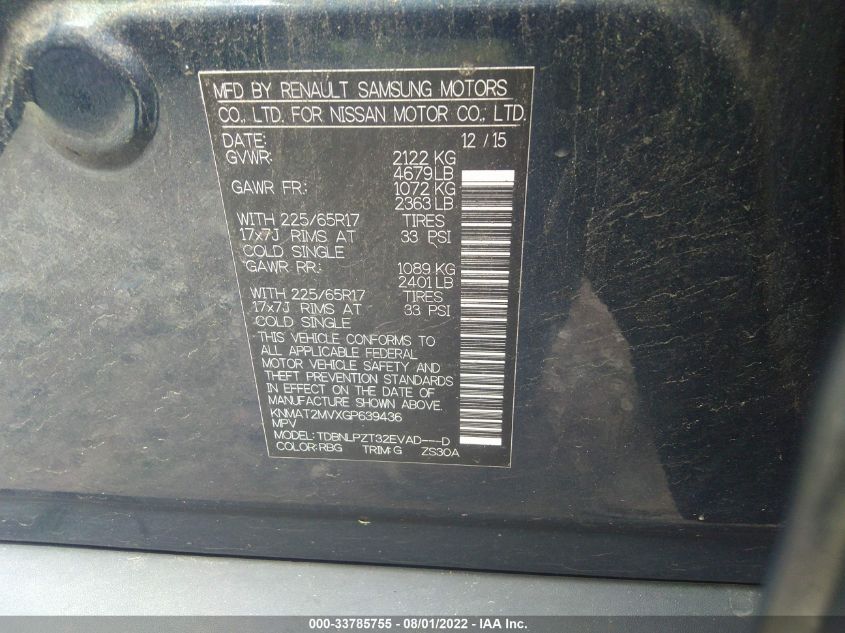 MFD BY RENAULT SAMSUNG MOTORS
CO., LTD. FOR NISSAN MOTOR CO., LTD.
DATE: 12 / 15
GVWR: 2122 KG
4679 LB
GAWR FR: 1072 KG
2363 LB
WITH 225/65R17 TIRES
17x7J RIMS AT 33 PSI
COLD SINGLE
GAWR RR: 1089 KG
2401 LB
WITH 225/65R17 TIRES
17x7J RIMS AT 33 PSI
COLD SINGLE
THIS VEHICLE CONFORMS TO
ALL APPLICABLE FEDERAL
MOTOR VEHICLE SAFETY AND
THEFT PREVENTION STANDARDS
IN EFFECT ON THE DATE OF
MANUFACTURE SHOWN ABOVE.
KNMAT2MVXGP639436
MPV
MODEL: TDBNLPZT32EVAD---D
COLOR: RBG TRIM: G ZS30A
000-33785755 - 08/01/2022 - IAA Inc.